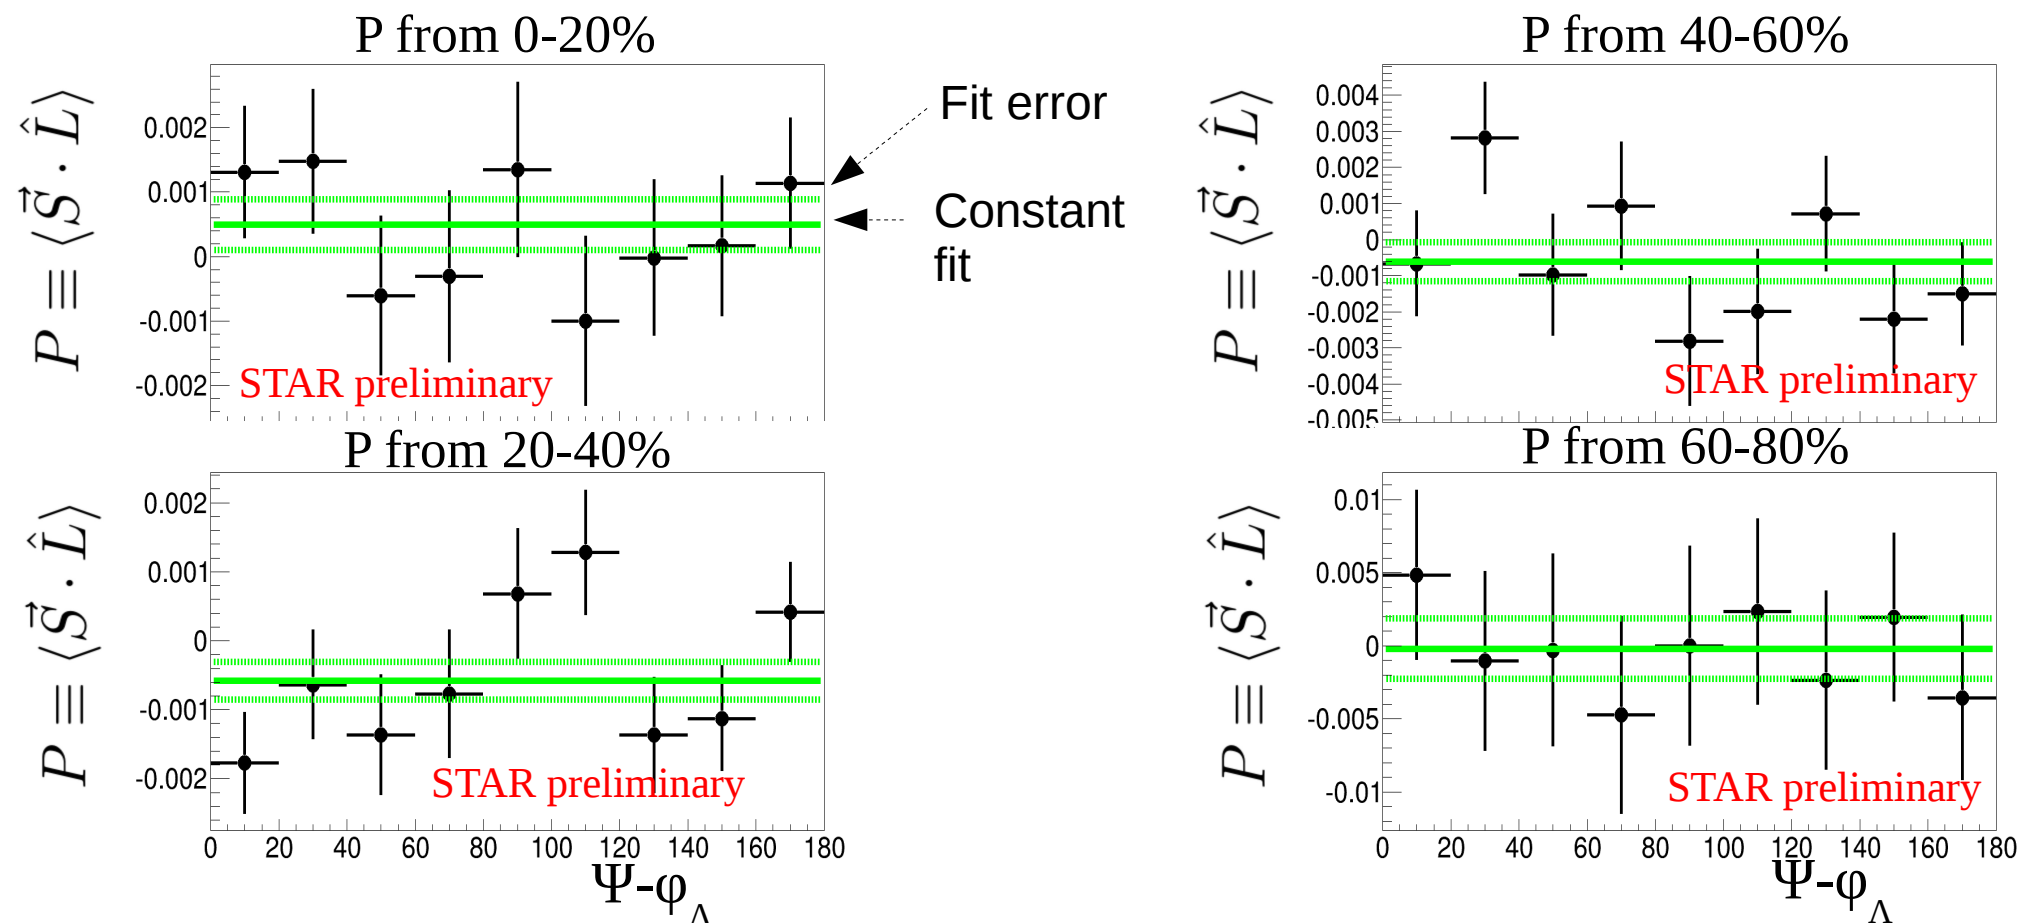 P from 0-20%
P ≡ ⟨S⃗ · L̂⟩
0.002
0.001
0
-0.001
-0.002
STAR preliminary
Fit error
Constant
fit
P from 40-60%
P ≡ ⟨S⃗ · L̂⟩
0.004
0.003
0.002
0.001
0
-0.001
-0.002
-0.003
-0.004
-0.005
STAR preliminary
P from 20-40%
P ≡ ⟨S⃗ · L̂⟩
0.002
0.001
0
-0.001
-0.002
STAR preliminary
0 20 40 60 80 100 120 140 160 180
Ψ-φΛ
P from 60-80%
P ≡ ⟨S⃗ · L̂⟩
0.01
0.005
0
-0.005
-0.01
STAR preliminary
0 20 40 60 80 100 120 140 160 180
Ψ-φΛ